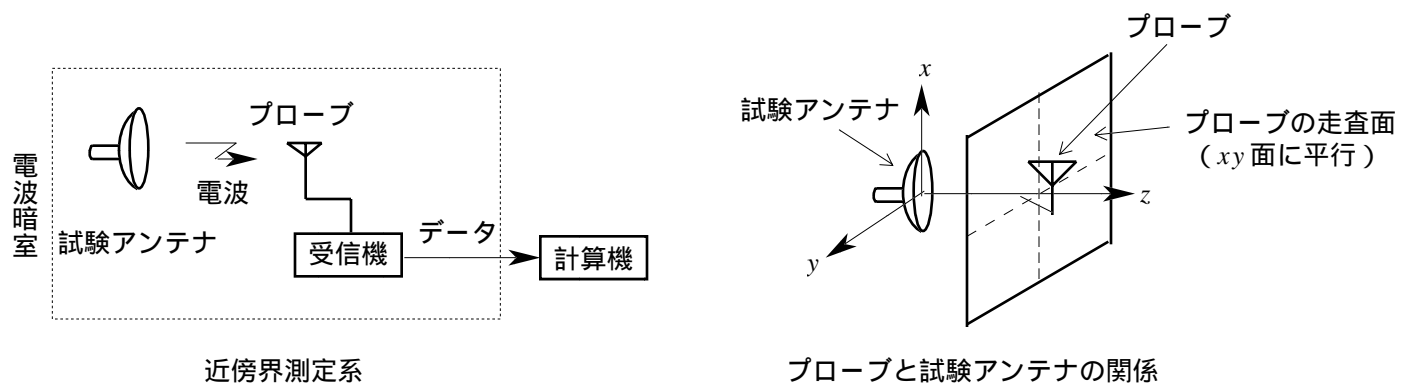 プローブ
電波
試験アンテナ
電波暗室
受信機
データ
計算機
近傍界測定系
プローブ
x
試験アンテナ
プローブの走査面
（xy面に平行）
z
y
プローブと試験アンテナの関係